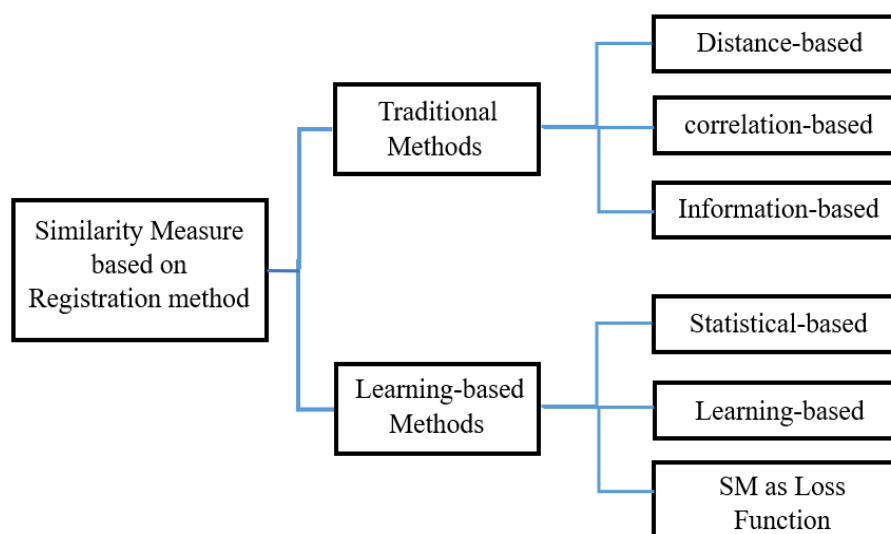 Similarity Measure
based on
Registration method
Traditional
Methods
Distance-based
correlation-based
Information-based
Learning-based
Methods
Statistical-based
Learning-based
SM as Loss
Function